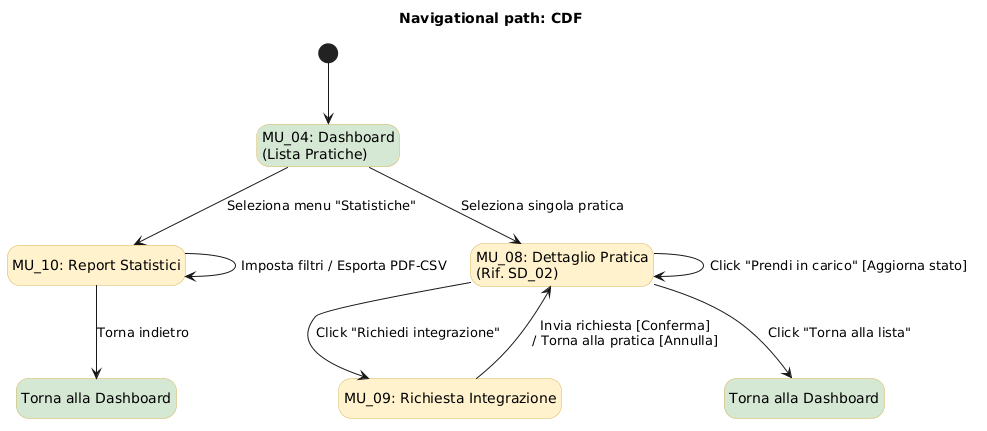 Navigational path: CDF
MU_04: Dashboard
(Lista Pratiche)
Seleziona menu "Statistiche"
Seleziona singola pratica
MU_10: Report Statistici
Imposta filtri / Esporta PDF-CSV
MU_08: Dettaglio Pratica
(Rif. SD_02)
Click "Prendi in carico" [Aggiorna stato]
Torna indietro
Click "Richiedi integrazione"
Invia richiesta [Conferma]
/ Torna alla pratica [Annulla]
Click "Torna alla lista"
Torna alla Dashboard
MU_09: Richiesta Integrazione
Torna alla Dashboard